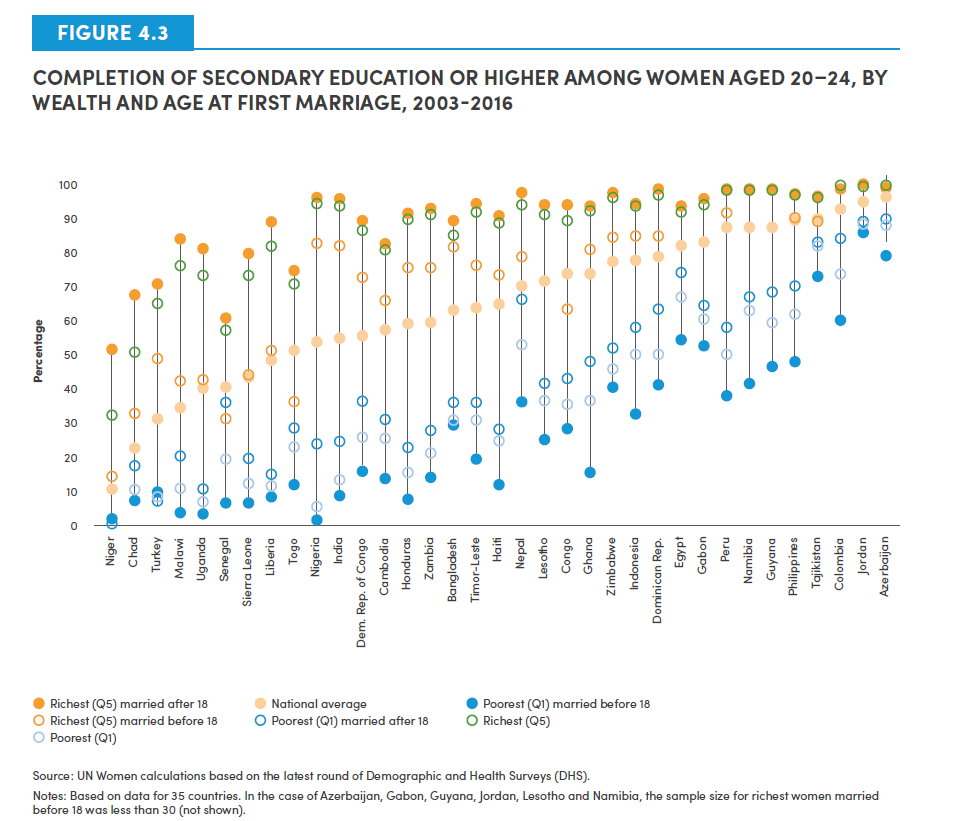 FIGURE 4.3
COMPLETION OF SECONDARY EDUCATION OR HIGHER AMONG WOMEN AGED 20–24, BY
WEALTH AND AGE AT FIRST MARRIAGE, 2003-2016
Percentage
100
90
80
70
60
50
40
30
20
10
0
Niger
Chad
Turkey
Malawi
Uganda
Senegal
Sierra Leone
Liberia
Togo
Nigeria
India
Dem. Rep. of Congo
Cambodia
Honduras
Zambia
Bangladesh
Timor-Leste
Haiti
Nepal
Lesotho
Congo
Ghana
Zimbabwe
Indonesia
Dominican Rep.
Egypt
Gabon
Peru
Namibia
Guyana
Philippines
Tajikistan
Colombia
Jordan
Azerbaijan
Richest (Q5) married after 18
National average
Poorest (Q1) married before 18
Richest (Q5) married before 18
Poorest (Q1) married after 18
Richest (Q5)
Poorest (Q1)
Source: UN Women calculations based on the latest round of Demographic and Health Surveys (DHS).
Notes: Based on data for 35 countries. In the case of Azerbaijan, Gabon, Guyana, Jordan, Lesotho and Namibia, the sample size for richest women married
before 18 was less than 30 (not shown).